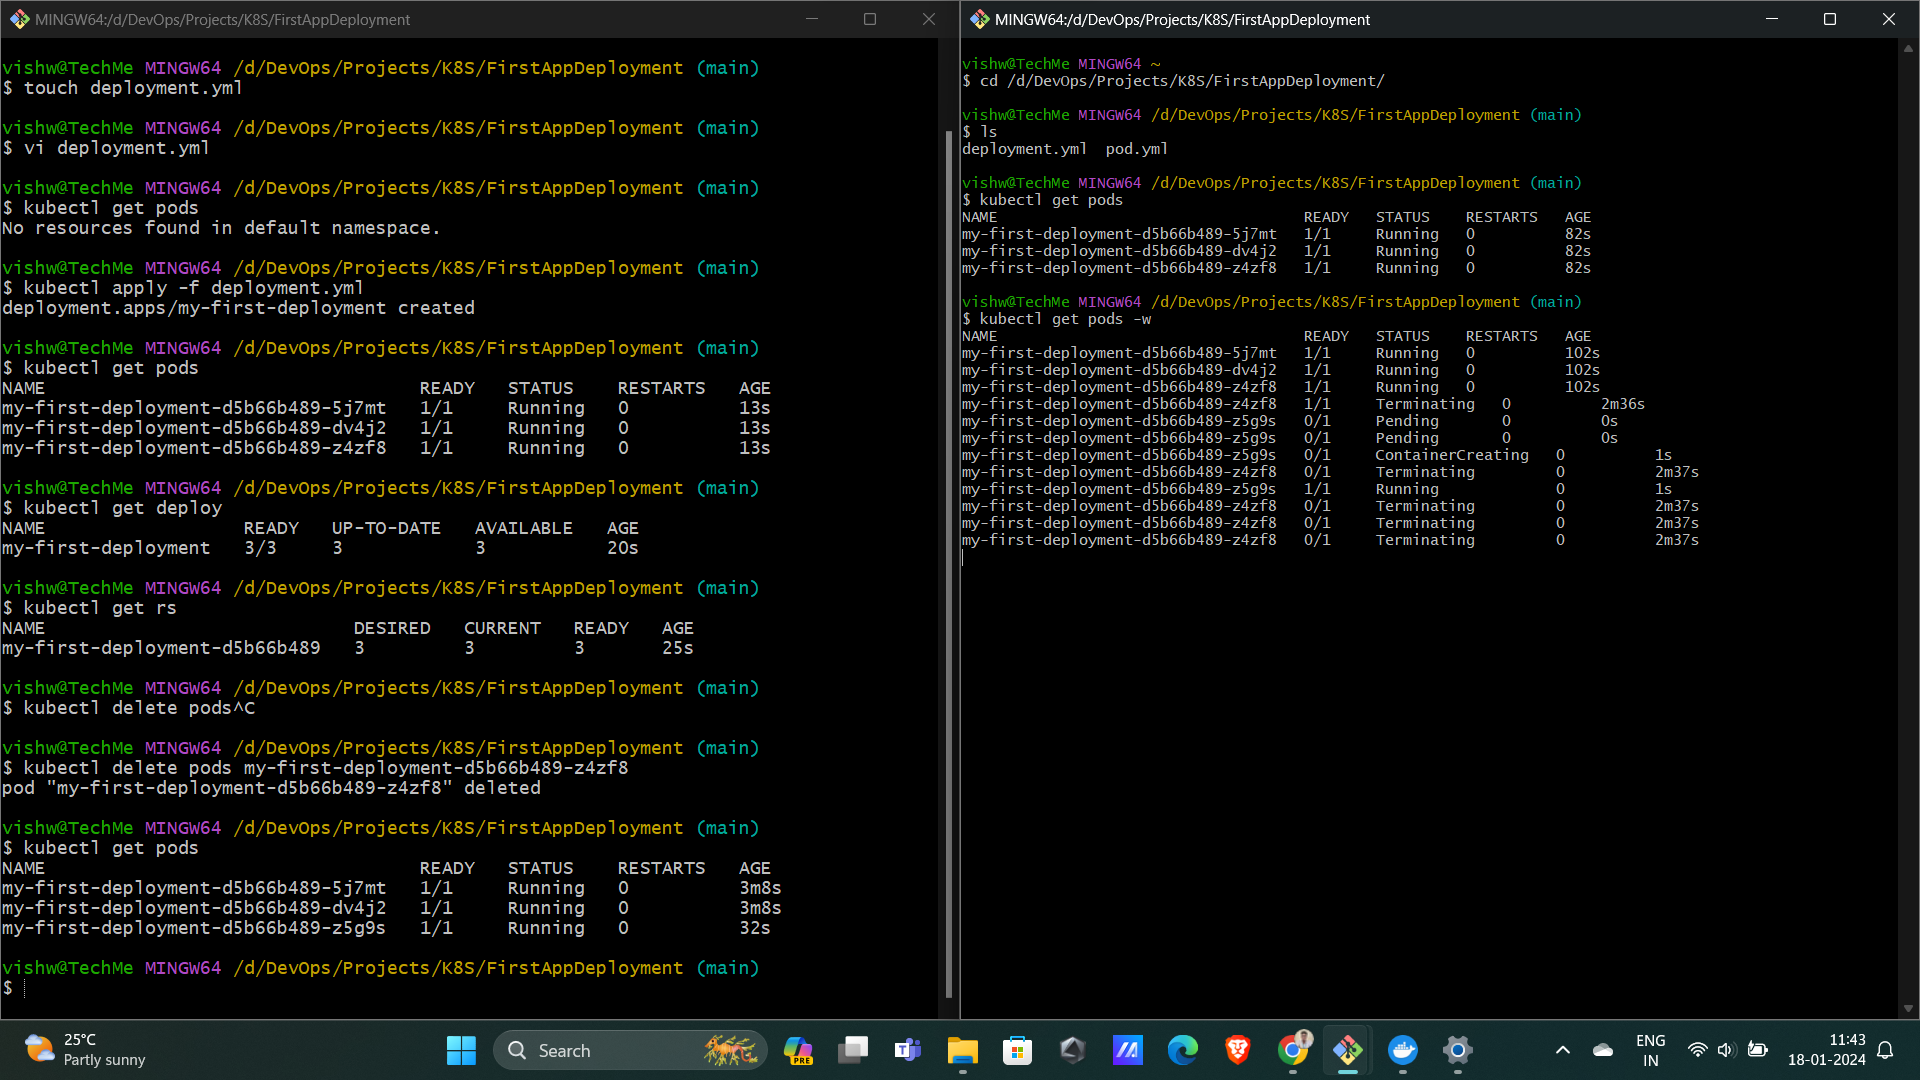 MINGW64:/d/DevOps/Projects/K8S/FirstAppDeployment
vishw@TechMe MINGW64 /d/DevOps/Projects/K8S/FirstAppDeployment (main)
$ touch deployment.yml
vishw@TechMe MINGW64 /d/DevOps/Projects/K8S/FirstAppDeployment (main)
$ vi deployment.yml
vishw@TechMe MINGW64 /d/DevOps/Projects/K8S/FirstAppDeployment (main)
$ kubectl get pods
No resources found in default namespace.
vishw@TechMe MINGW64 /d/DevOps/Projects/K8S/FirstAppDeployment (main)
$ kubectl apply -f deployment.yml
deployment.apps/my-first-deployment created
vishw@TechMe MINGW64 /d/DevOps/Projects/K8S/FirstAppDeployment (main)
$ kubectl get pods
NAME READY STATUS RESTARTS AGE
my-first-deployment-d5b66b489-5j7mt 1/1 Running 0 13s
my-first-deployment-d5b66b489-dv4j2 1/1 Running 0 13s
my-first-deployment-d5b66b489-z4zf8 1/1 Running 0 13s
vishw@TechMe MINGW64 /d/DevOps/Projects/K8S/FirstAppDeployment (main)
$ kubectl get deploy
NAME READY UP-TO-DATE AVAILABLE AGE
my-first-deployment 3/3 3 3 20s
vishw@TechMe MINGW64 /d/DevOps/Projects/K8S/FirstAppDeployment (main)
$ kubectl get rs
NAME DESIRED CURRENT READY AGE
my-first-deployment-d5b66b489 3 3 3 25s
vishw@TechMe MINGW64 /d/DevOps/Projects/K8S/FirstAppDeployment (main)
$ kubectl delete pods^C
vishw@TechMe MINGW64 /d/DevOps/Projects/K8S/FirstAppDeployment (main)
$ kubectl delete pods my-first-deployment-d5b66b489-z4zf8
pod "my-first-deployment-d5b66b489-z4zf8" deleted
vishw@TechMe MINGW64 /d/DevOps/Projects/K8S/FirstAppDeployment (main)
$ kubectl get pods
NAME READY STATUS RESTARTS AGE
my-first-deployment-d5b66b489-5j7mt 1/1 Running 0 3m8s
my-first-deployment-d5b66b489-dv4j2 1/1 Running 0 3m8s
my-first-deployment-d5b66b489-z5g9s 1/1 Running 0 32s
vishw@TechMe MINGW64 /d/DevOps/Projects/K8S/FirstAppDeployment (main)
$
MINGW64:/d/DevOps/Projects/K8S/FirstAppDeployment
vishw@TechMe MINGW64 ~
$ cd /d/DevOps/Projects/K8S/FirstAppDeployment/
vishw@TechMe MINGW64 /d/DevOps/Projects/K8S/FirstAppDeployment (main)
$ ls
deployment.yml pod.yml
vishw@TechMe MINGW64 /d/DevOps/Projects/K8S/FirstAppDeployment (main)
$ kubectl get pods
NAME READY STATUS RESTARTS AGE
my-first-deployment-d5b66b489-5j7mt 1/1 Running 0 82s
my-first-deployment-d5b66b489-dv4j2 1/1 Running 0 82s
my-first-deployment-d5b66b489-z4zf8 1/1 Running 0 82s
vishw@TechMe MINGW64 /d/DevOps/Projects/K8S/FirstAppDeployment (main)
$ kubectl get pods -w
NAME READY STATUS RESTARTS AGE
my-first-deployment-d5b66b489-5j7mt 1/1 Running 0 102s
my-first-deployment-d5b66b489-dv4j2 1/1 Running 0 102s
my-first-deployment-d5b66b489-z4zf8 1/1 Running 0 102s
my-first-deployment-d5b66b489-z4zf8 1/1 Terminating 0 2m36s
my-first-deployment-d5b66b489-z5g9s 0/1 Pending 0 0s
my-first-deployment-d5b66b489-z5g9s 0/1 Pending 0 0s
my-first-deployment-d5b66b489-z5g9s 0/1 ContainerCreating 0 1s
my-first-deployment-d5b66b489-z4zf8 0/1 Terminating 0 2m37s
my-first-deployment-d5b66b489-z5g9s 1/1 Running 0 1s
my-first-deployment-d5b66b489-z4zf8 0/1 Terminating 0 2m37s
my-first-deployment-d5b66b489-z4zf8 0/1 Terminating 0 2m37s
my-first-deployment-d5b66b489-z4zf8 0/1 Terminating 0 2m37s
25°C
Partly sunny
Search
PRE
ENG
IN
11:43
18-01-2024